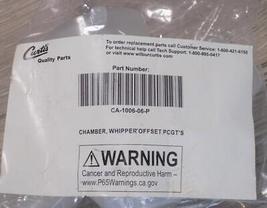 Curtis
Quality Parts
To order replacement parts call Customer Service: 1-800-421-6150
For technical help call Tech Support: 1-800-995-0417
or visit www.wilburcurtis.com
Part Number:
CA-1006-06-P
CHAMBER, WHIPPER OFFSET PCGT'S
WARNING
Cancer and Reproductive Harm –
www.P65Warnings.ca.gov